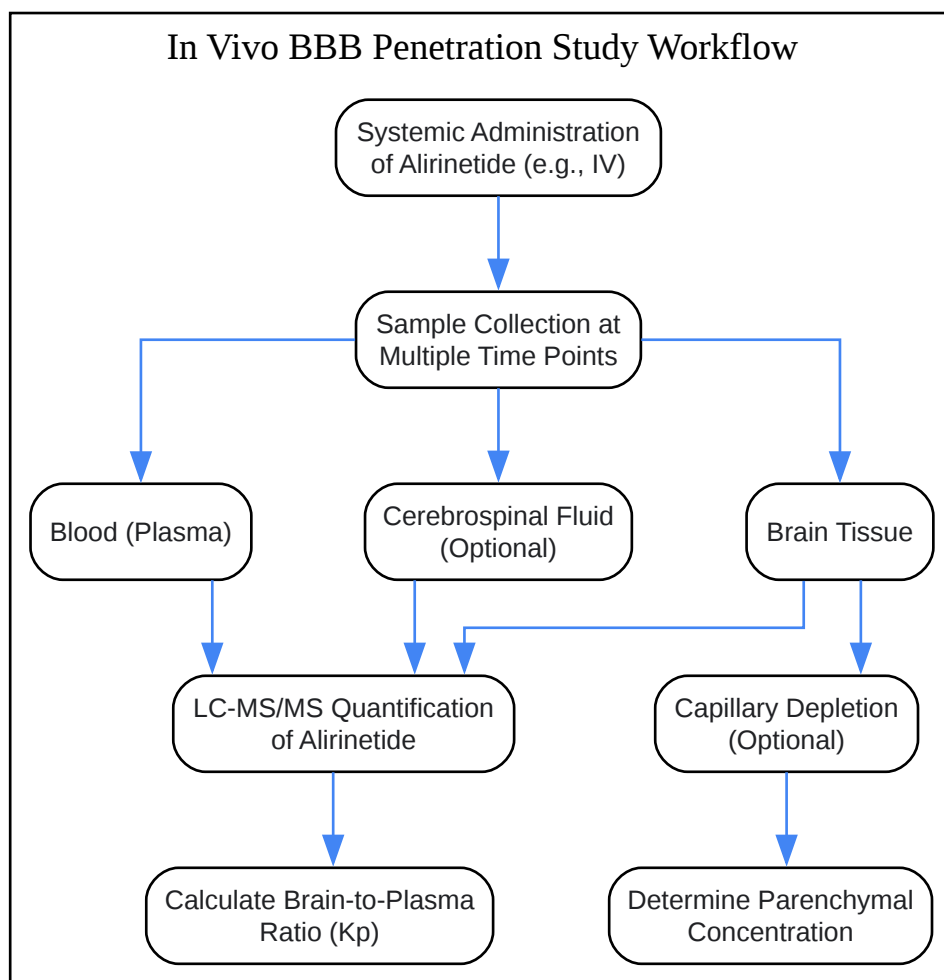 In Vivo BBB Penetration Study Workflow
Systemic Administration
of Alirinetide (e.g., IV)
Sample Collection at
Multiple Time Points
Blood (Plasma)
Cerebrospinal Fluid
(Optional)
Brain Tissue
LC-MS/MS Quantification
of Alirinetide
Capillary Depletion
(Optional)
Calculate Brain-to-Plasma
Ratio (Kp)
Determine Parenchymal
Concentration